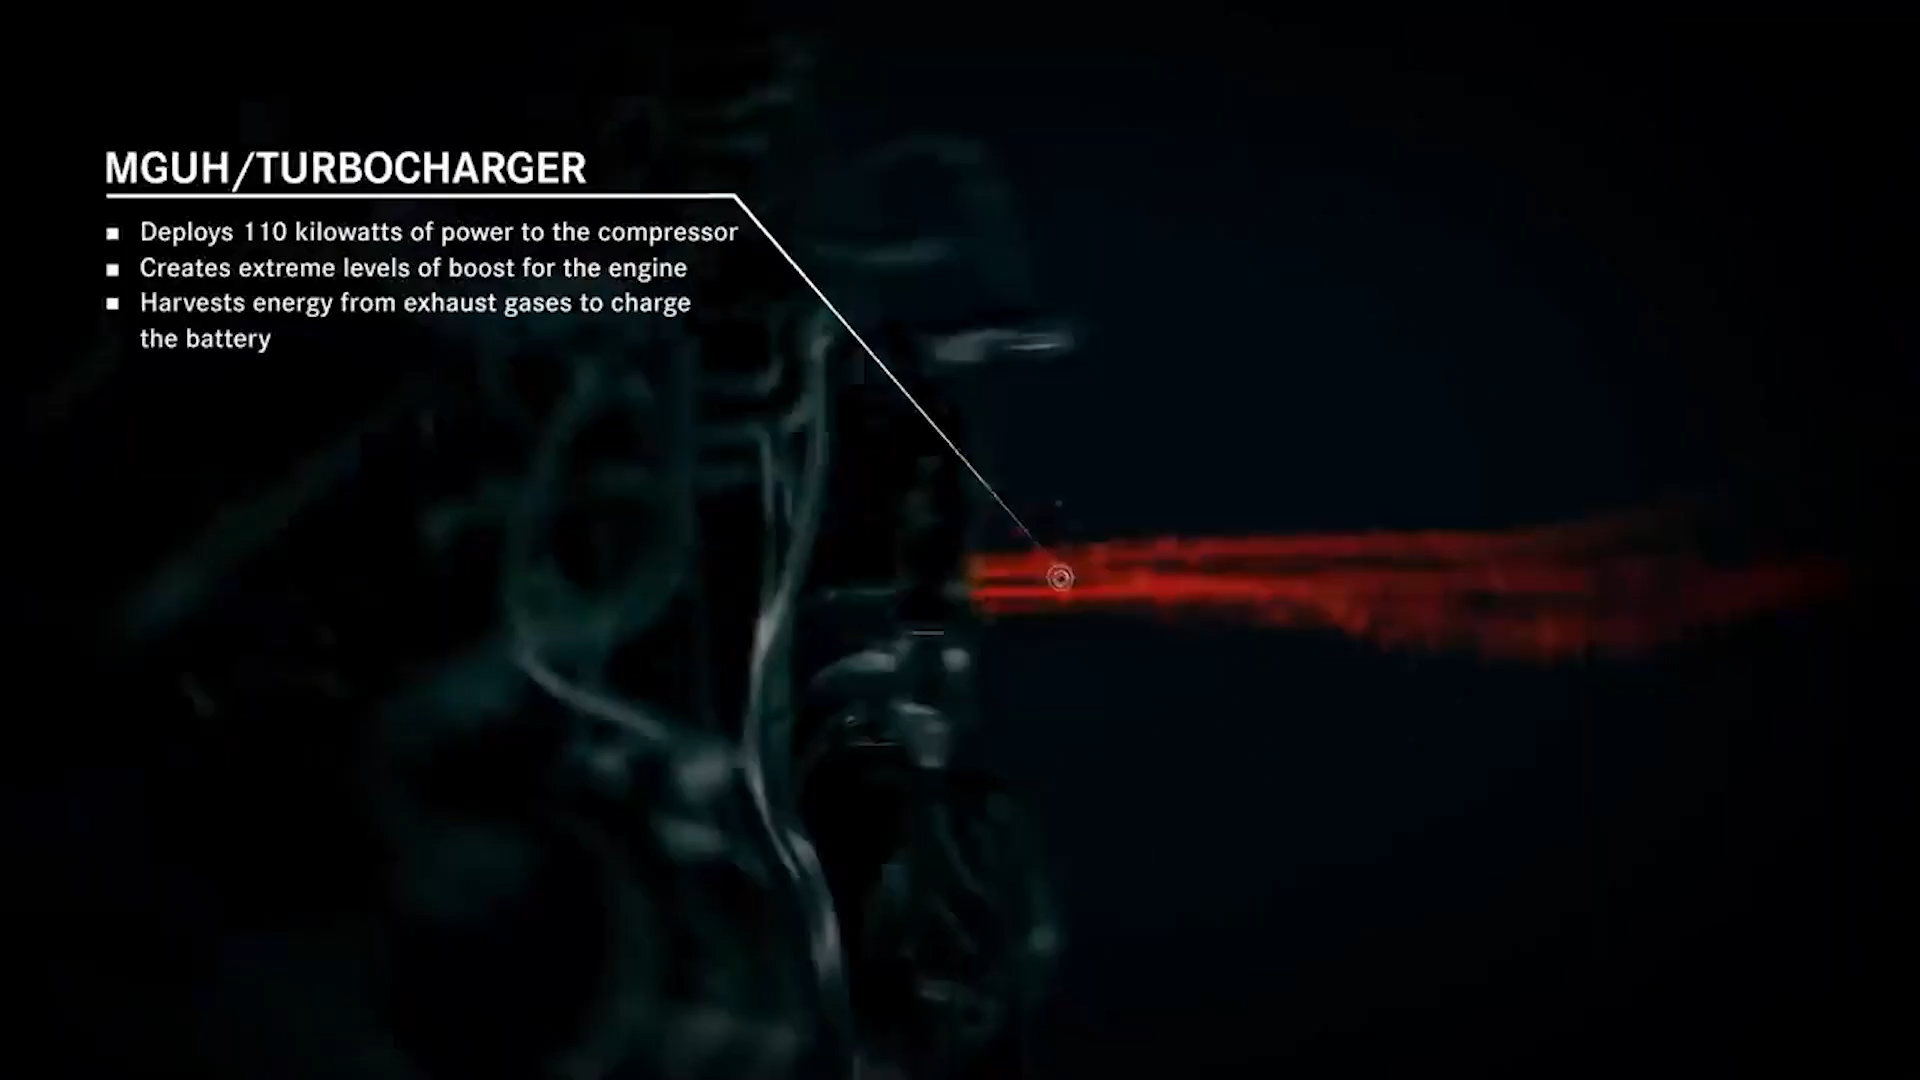 MGUH/TURBOCHARGER
▪ Deploys 110 kilowatts of power to the compressor
▪ Creates extreme levels of boost for the engine
▪ Harvests energy from exhaust gases to charge
the battery